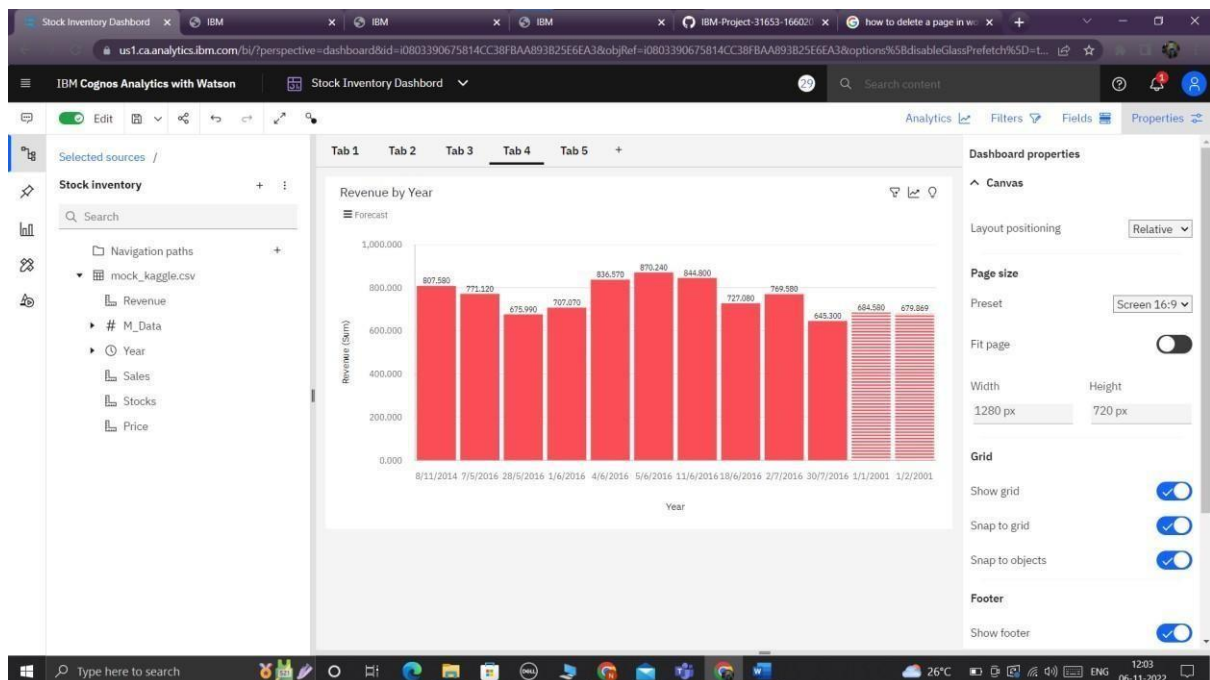 Stock Inventory Dashbord
IBM
IBM
IBM
IBM-Project-31653-166020
how to delete a page in wo
us1.ca.analytics.ibm.com/bi/?perspective=dashboard&id=i0803390675814CC38FBAA893B25E6EA3&objRef=i0803390675814CC38FBAA893B25E6EA3&options%5BdisableGlassPrefetch%5D=t...
IBM Cognos Analytics with Watson
Stock Inventory Dashbord
29
Search content
1
Edit
Analytics
Filters
Fields
Properties
Selected sources /
Stock inventory
Search
Navigation paths
mock_kaggle.csv
Revenue
# M_Data
Year
Sales
Stocks
Price
Tab 1 Tab 2 Tab 3 Tab 4 Tab 5 +
Revenue by Year
Forecast
1,000.000
800.000
600.000
400.000
200.000
0.000
Revenue (Sum)
807.580
771.120
675.990
707.070
836.570
870.240
844.800
727.080
769.580
645.300
684.580
679.869
8/11/2014 7/5/2016 28/5/2016 1/6/2016 4/6/2016 5/6/2016 11/6/2016 18/6/2016 2/7/2016 30/7/2016 1/1/2001 1/2/2001
Year
Dashboard properties
Canvas
Layout positioning
Relative
Page size
Preset
Screen 16:9
Fit page
Width Height
1280 px 720 px
Grid
Show grid
Snap to grid
Snap to objects
Footer
Show footer
Type here to search
DELL
26°C
ENG
12:03
06-11-2022